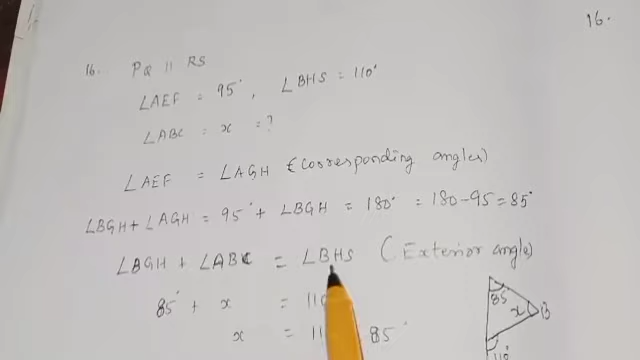 16.
16. PQ || RS
∠AEF = 95°, ∠BHS = 110°
∠ABC = x = ?
∠AEF = ∠AGH (corresponding angles)
∠BGH + ∠AGH = 95° + ∠BGH = 180° = 180-95 = 85°
∠BGH + ∠ABC = ∠BHS (Exterior angle)
85° + x = 110
x = 11 85°
85 x B
110°